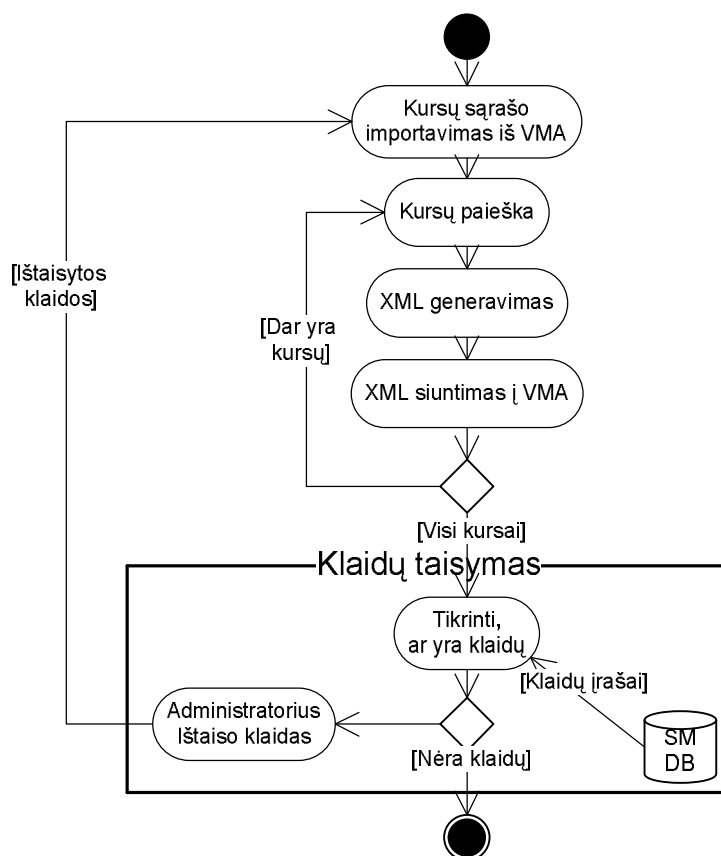 Kursų sąrašo
importavimas iš VMA
Kursų paieška
[Ištaisytos
klaidos]
XML generavimas
[Dar yra
kursų]
XML siuntimas į VMA
[Visi kursai]
Klaidų taisymas
Tikrinti,
ar yra klaidų
[Klaidų įrašai]
Administratorius
Ištaiso klaidas
SM
DB
[Nėra klaidų]